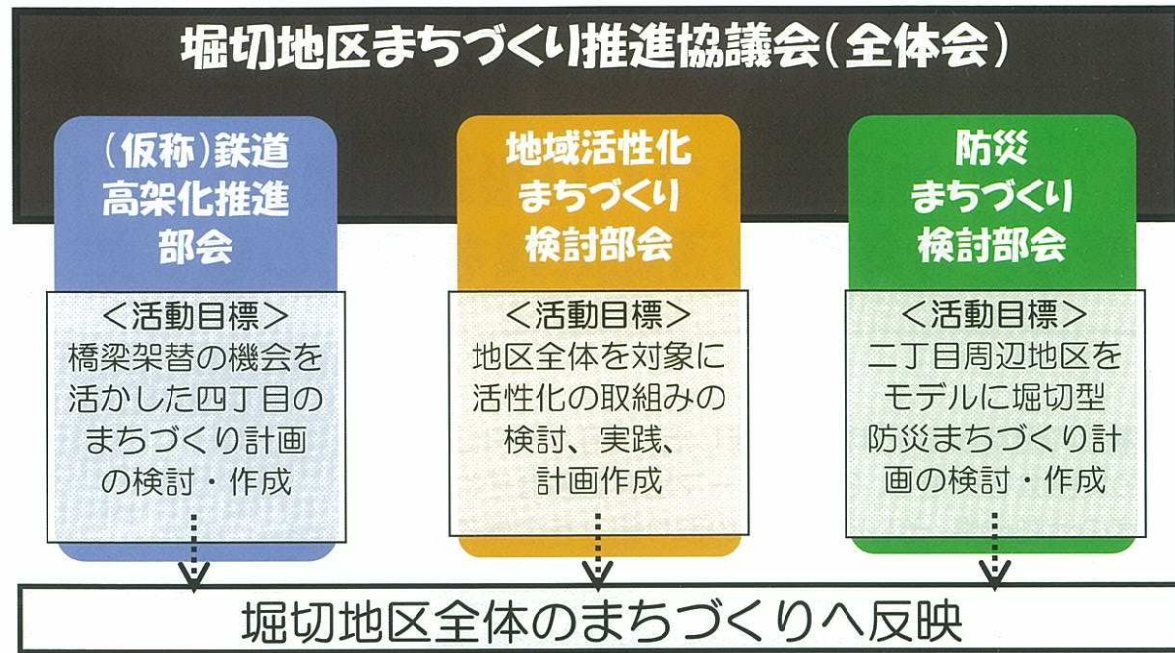 堀切地区まちづくり推進協議会(全体会)
(仮称)鉄道
高架化推進
部会
<活動目標>
橋梁架替の機会を
活かした四丁目の
まちづくり計画
の検討・作成
地域活性化
まちづくり
検討部会
<活動目標>
地区全体を対象に
活性化の取組みの
検討、実践、
計画作成
防災
まちづくり
検討部会
<活動目標>
二丁目周辺地区を
モデルに堀切型
防災まちづくり計
画の検討・作成
堀切地区全体のまちづくりへ反映